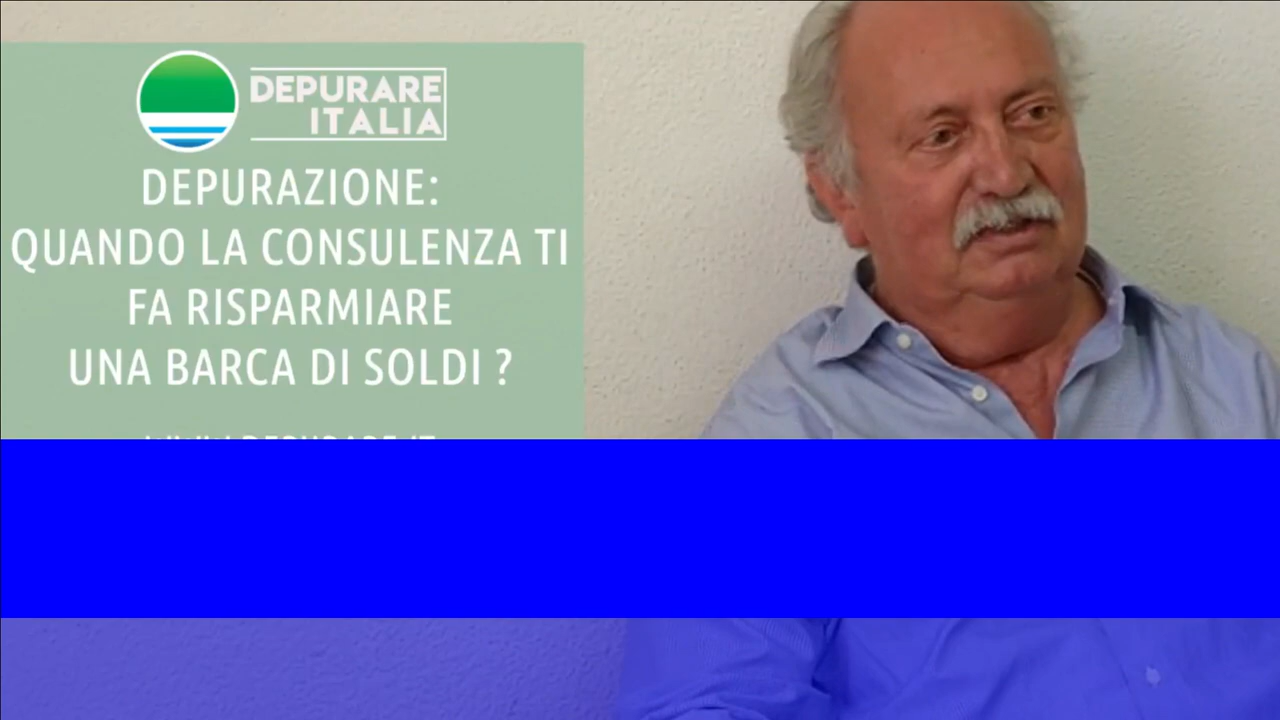 DEPURARE
ITALIA
DEPURAZIONE:
QUANDO LA CONSULENZA TI
FA RISPARMIARE
UNA BARCA DI SOLDI ?